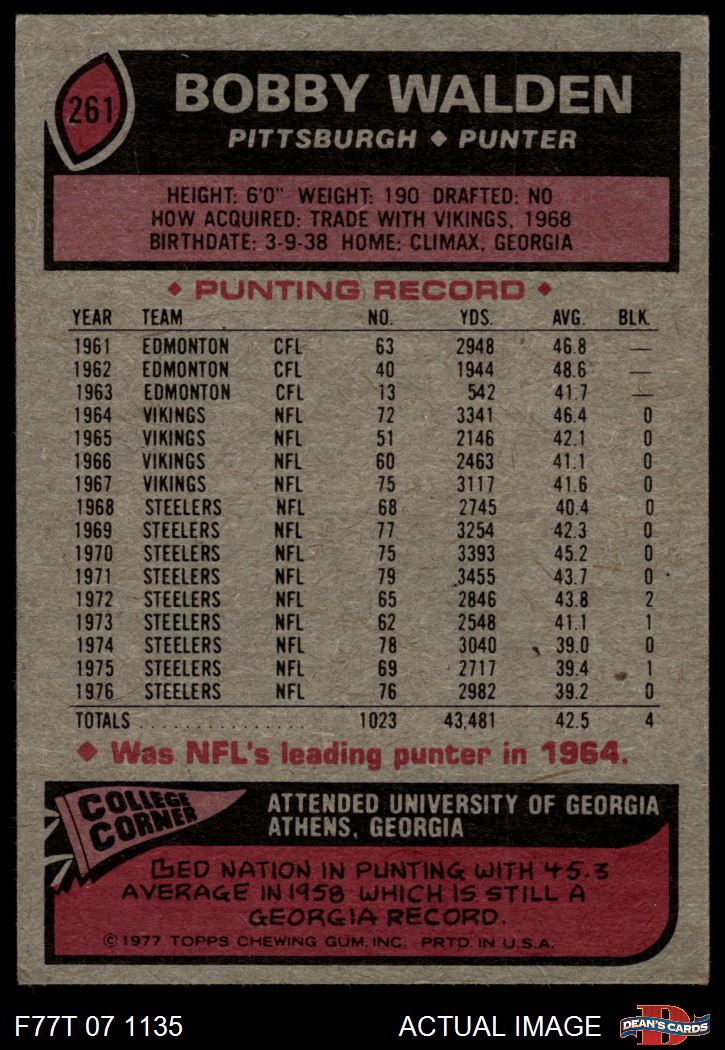 261
BOBBY WALDEN
PITTSBURGH ◆ PUNTER
HEIGHT: 6'0" WEIGHT: 190 DRAFTED: NO
HOW ACQUIRED: TRADE WITH VIKINGS, 1968
BIRTHDATE: 3-9-38 HOME: CLIMAX, GEORGIA
◆ PUNTING RECORD ◆
YEAR TEAM NO. YDS. AVG. BLK.
1961 EDMONTON CFL 63 2948 46.8 —
1962 EDMONTON CFL 40 1944 48.6 —
1963 EDMONTON CFL 13 542 41.7 —
1964 VIKINGS NFL 72 3341 46.4 0
1965 VIKINGS NFL 51 2146 42.1 0
1966 VIKINGS NFL 60 2463 41.1 0
1967 VIKINGS NFL 75 3117 41.6 0
1968 STEELERS NFL 68 2745 40.4 0
1969 STEELERS NFL 77 3254 42.3 0
1970 STEELERS NFL 75 3393 45.2 0
1971 STEELERS NFL 79 3455 43.7 0
1972 STEELERS NFL 65 2846 43.8 2
1973 STEELERS NFL 62 2548 41.1 1
1974 STEELERS NFL 78 3040 39.0 0
1975 STEELERS NFL 69 2717 39.4 1
1976 STEELERS NFL 76 2982 39.2 0
TOTALS . . . . . . . . . . . . . . . . 1023 43,481 42.5 4
◆ Was NFL's leading punter in 1964.
COLLEGE
CORNER
ATTENDED UNIVERSITY OF GEORGIA
ATHENS, GEORGIA
LED NATION IN PUNTING WITH 45.3
AVERAGE IN 1958 WHICH IS STILL A
GEORGIA RECORD.
© 1977 TOPPS CHEWING GUM, INC. PRTD. IN U.S.A.
F77T 07 1135 ACTUAL IMAGE
D
DEAN'S CARDS